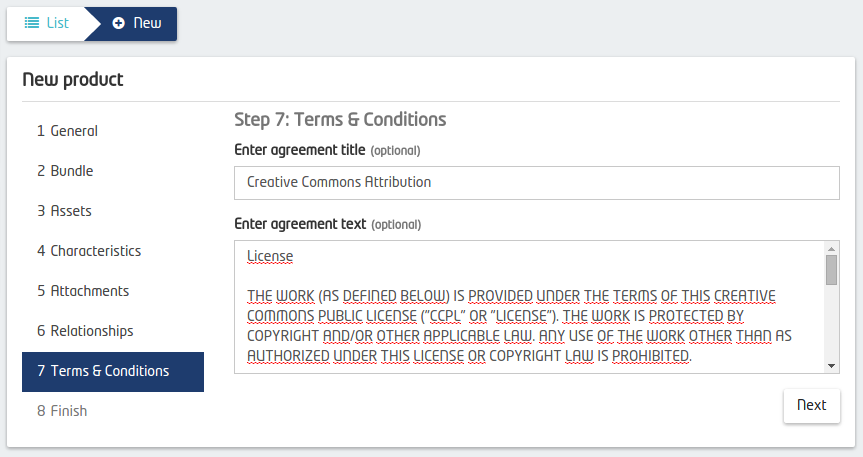 List
New
New product
1 General
2 Bundle
3 Assets
4 Characteristics
5 Attachments
6 Relationships
7 Terms & Conditions
8 Finish
Step 7: Terms & Conditions
Enter agreement title (optional)
Creative Commons Attribution
Enter agreement text (optional)
License
THE WORK (AS DEFINED BELOW) IS PROVIDED UNDER THE TERMS OF THIS CREATIVE
COMMONS PUBLIC LICENSE ("CCPL" OR "LICENSE"). THE WORK IS PROTECTED BY
COPYRIGHT AND/OR OTHER APPLICABLE LAW. ANY USE OF THE WORK OTHER THAN AS
AUTHORIZED UNDER THIS LICENSE OR COPYRIGHT LAW IS PROHIBITED.
Next